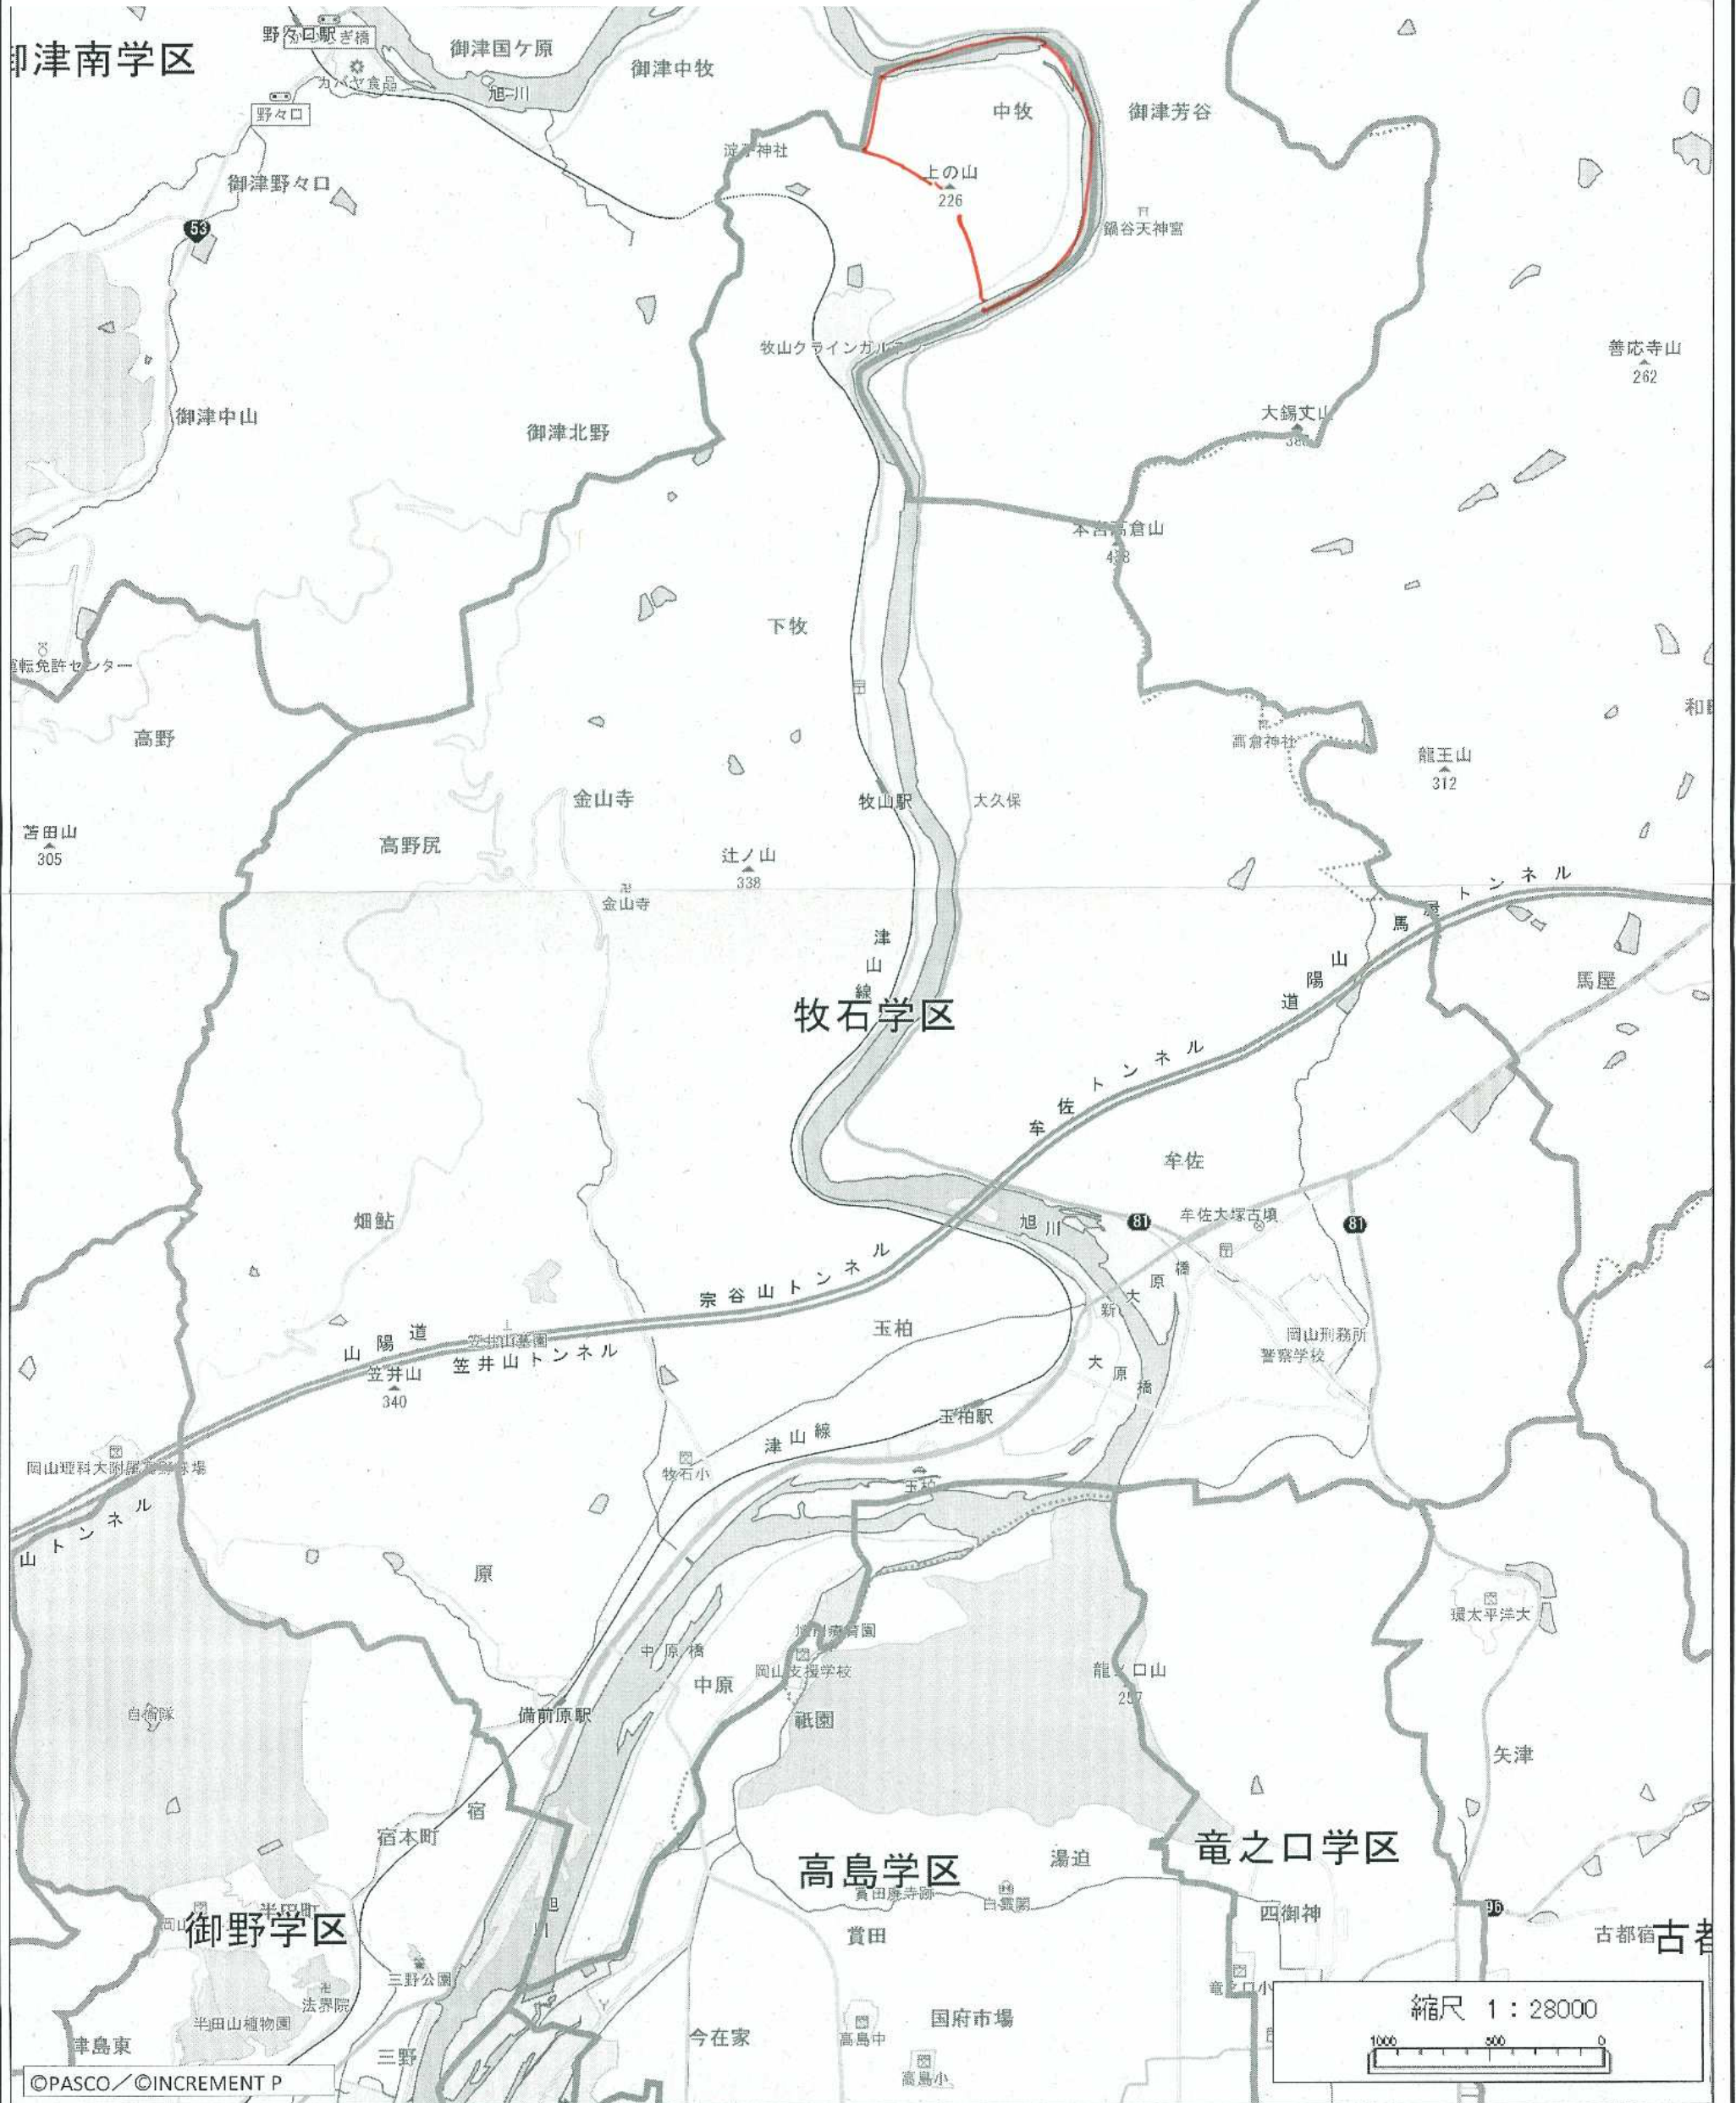 御津南学区
野々口駅
御津国ケ原
御津中牧
カバヤ食品
旭川
野々口
中牧
御津芳谷
上の山
226
御津野々口
53
鍋谷天神宮
牧山クラインガルテン
善応寺山
262
御津中山
御津北野
大錫丈山
本宮高倉山
下牧
運転免許センター
高野
高倉神社
龍王山
312
金山寺
牧山駅
大久保
苫田山
305
高野尻
辻ノ山
338
金山寺
馬屋トンネル
津山線
山陽道
馬屋
牧石学区
牟佐トンネル
牟佐
畑鮎
旭川
81
牟佐大塚古墳
81
宗谷山トンネル
新大原橋
玉柏
山陽道
笠井山墓園
笠井山トンネル
笠井山
340
岡山刑務所
警察学校
大原橋
玉柏駅
津山線
牧石小
玉柏
山トンネル
原
環太平洋大
中原橋
岡山支援学校
中原
龍ノ口山
257
自衛隊
備前原駅
祇園
矢津
宿
宿本町
高島学区
湯迫
竜之口学区
賞田廃寺跡
白雲閣
半田町
御野学区
旭川
賞田
四御神
96
古都宿
古都
三野公園
法界院
竜之口小
半田山植物園
津島東
三野
今在家
高島中
国府市場
高島小
縮尺 1：28000
1000 500 0
©PASCO／©INCREMENT P